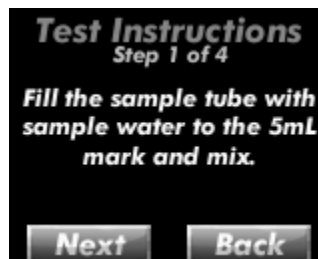 Test Instructions
Step 1 of 4
Fill the sample tube with
sample water to the 5mL
mark and mix.
Next Back